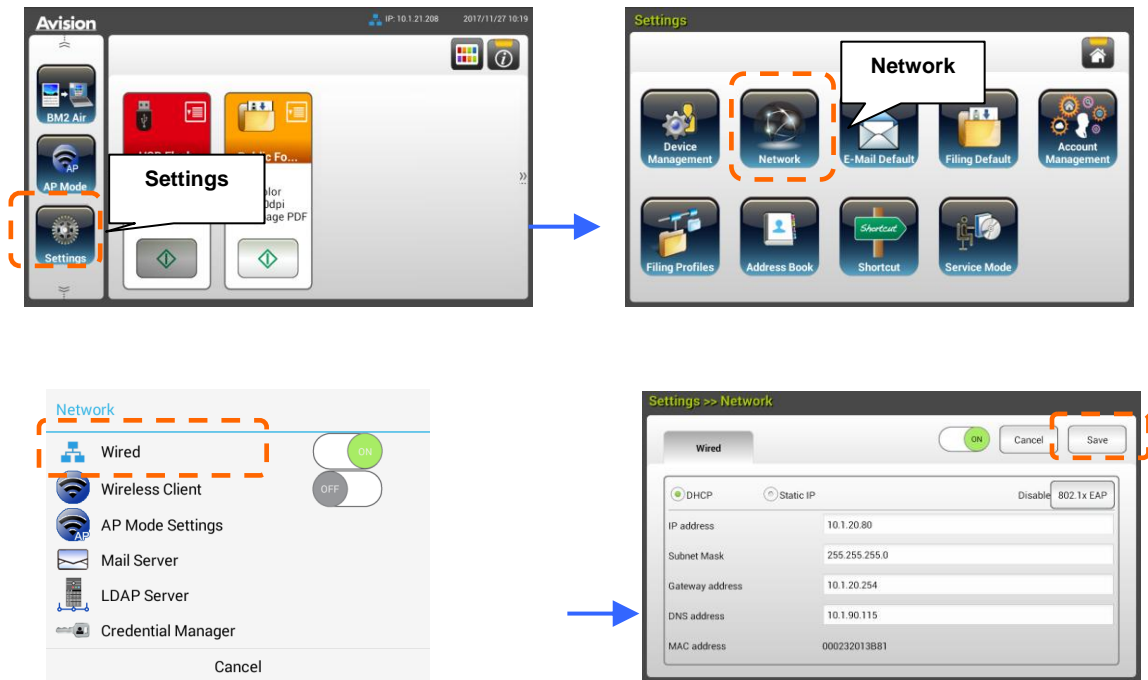 Avision
IP: 10.1.21.208 2017/11/27 10:19
BM2 Air
AP
AP Mode
Settings
Settings
Fo...
dpi
age PDF
Settings
Network
Device Management
Network
E-Mail Default
Filing Default
Account Management
Filing Profiles
Address Book
Shortcut
Shortcut
Service Mode
Network
Wired ON
Wireless Client OFF
AP
AP Mode Settings
Mail Server
LDAP Server
Credential Manager
Cancel
Settings >> Network
Wired ON Cancel Save
DHCP Static IP Disable 802.1x EAP
IP address 10.1.20.80
Subnet Mask 255.255.255.0
Gateway address 10.1.20.254
DNS address 10.1.90.115
MAC address 000232013B81